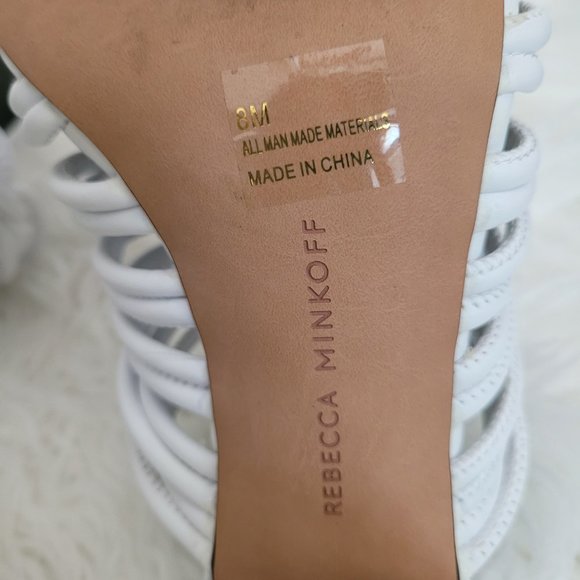 8M
ALL MAN MADE MATERIALS
MADE IN CHINA
REBECCA MINKOFF